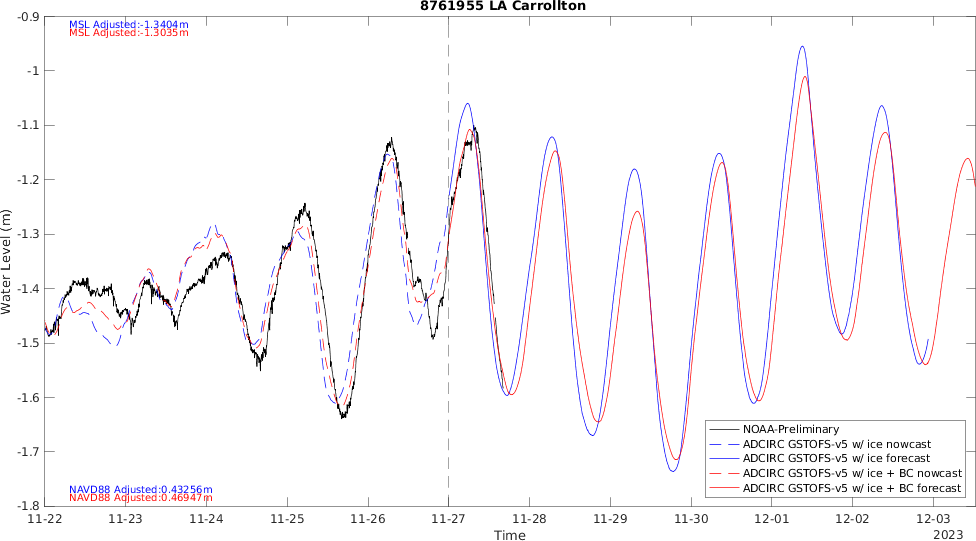 8761955 LA Carrollton
MSL Adjusted:-1.3404m
MSL Adjusted:-1.3035m
-0.9
-1
-1.1
-1.2
-1.3
-1.4
-1.5
-1.6
-1.7
-1.8
Water Level (m)
NOAA-Preliminary
ADCIRC GSTOFS-v5 w/ ice nowcast
ADCIRC GSTOFS-v5 w/ ice forecast
ADCIRC GSTOFS-v5 w/ ice + BC nowcast
ADCIRC GSTOFS-v5 w/ ice + BC forecast
NAVD88 Adjusted:0.43256m
NAVD88 Adjusted:0.46947m
11-22 11-23 11-24 11-25 11-26 11-27 11-28 11-29 11-30 12-01 12-02 12-03
Time
2023